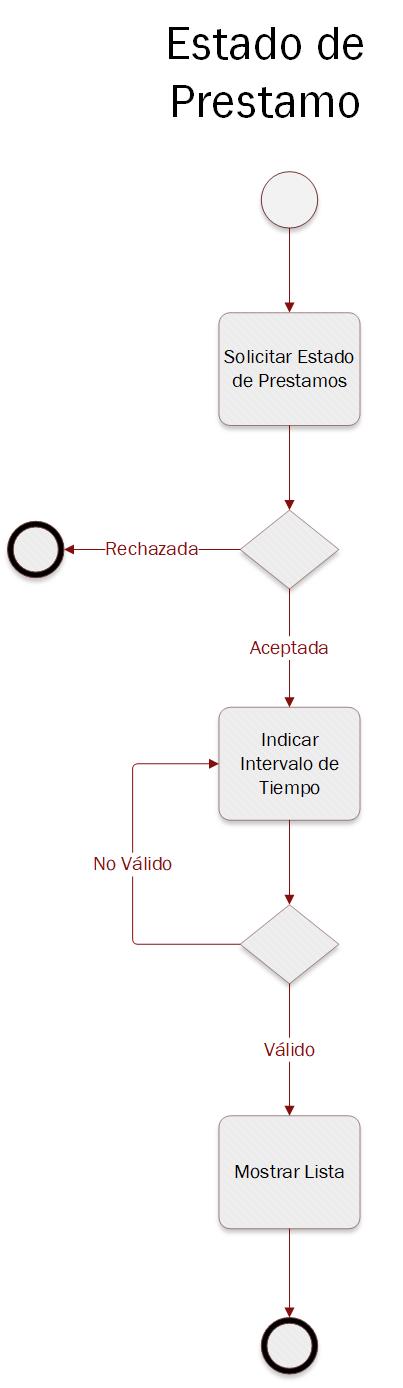 Estado de
Prestamo
Solicitar Estado
de Prestamos
Rechazada
Aceptada
Indicar
Intervalo de
Tiempo
No Válido
Válido
Mostrar Lista